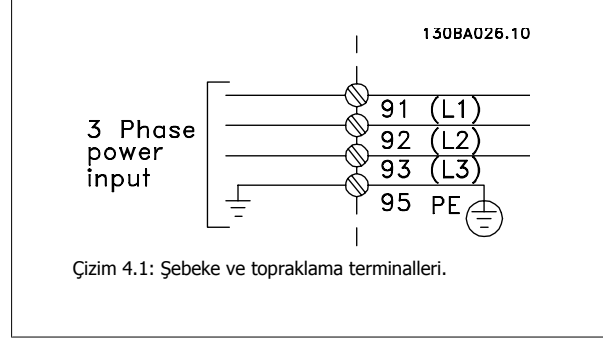 130BA026.10
3 Phase
power
input
91 (L1)
92 (L2)
93 (L3)
95 PE
Çizim 4.1: Şebeke ve topraklama terminalleri.